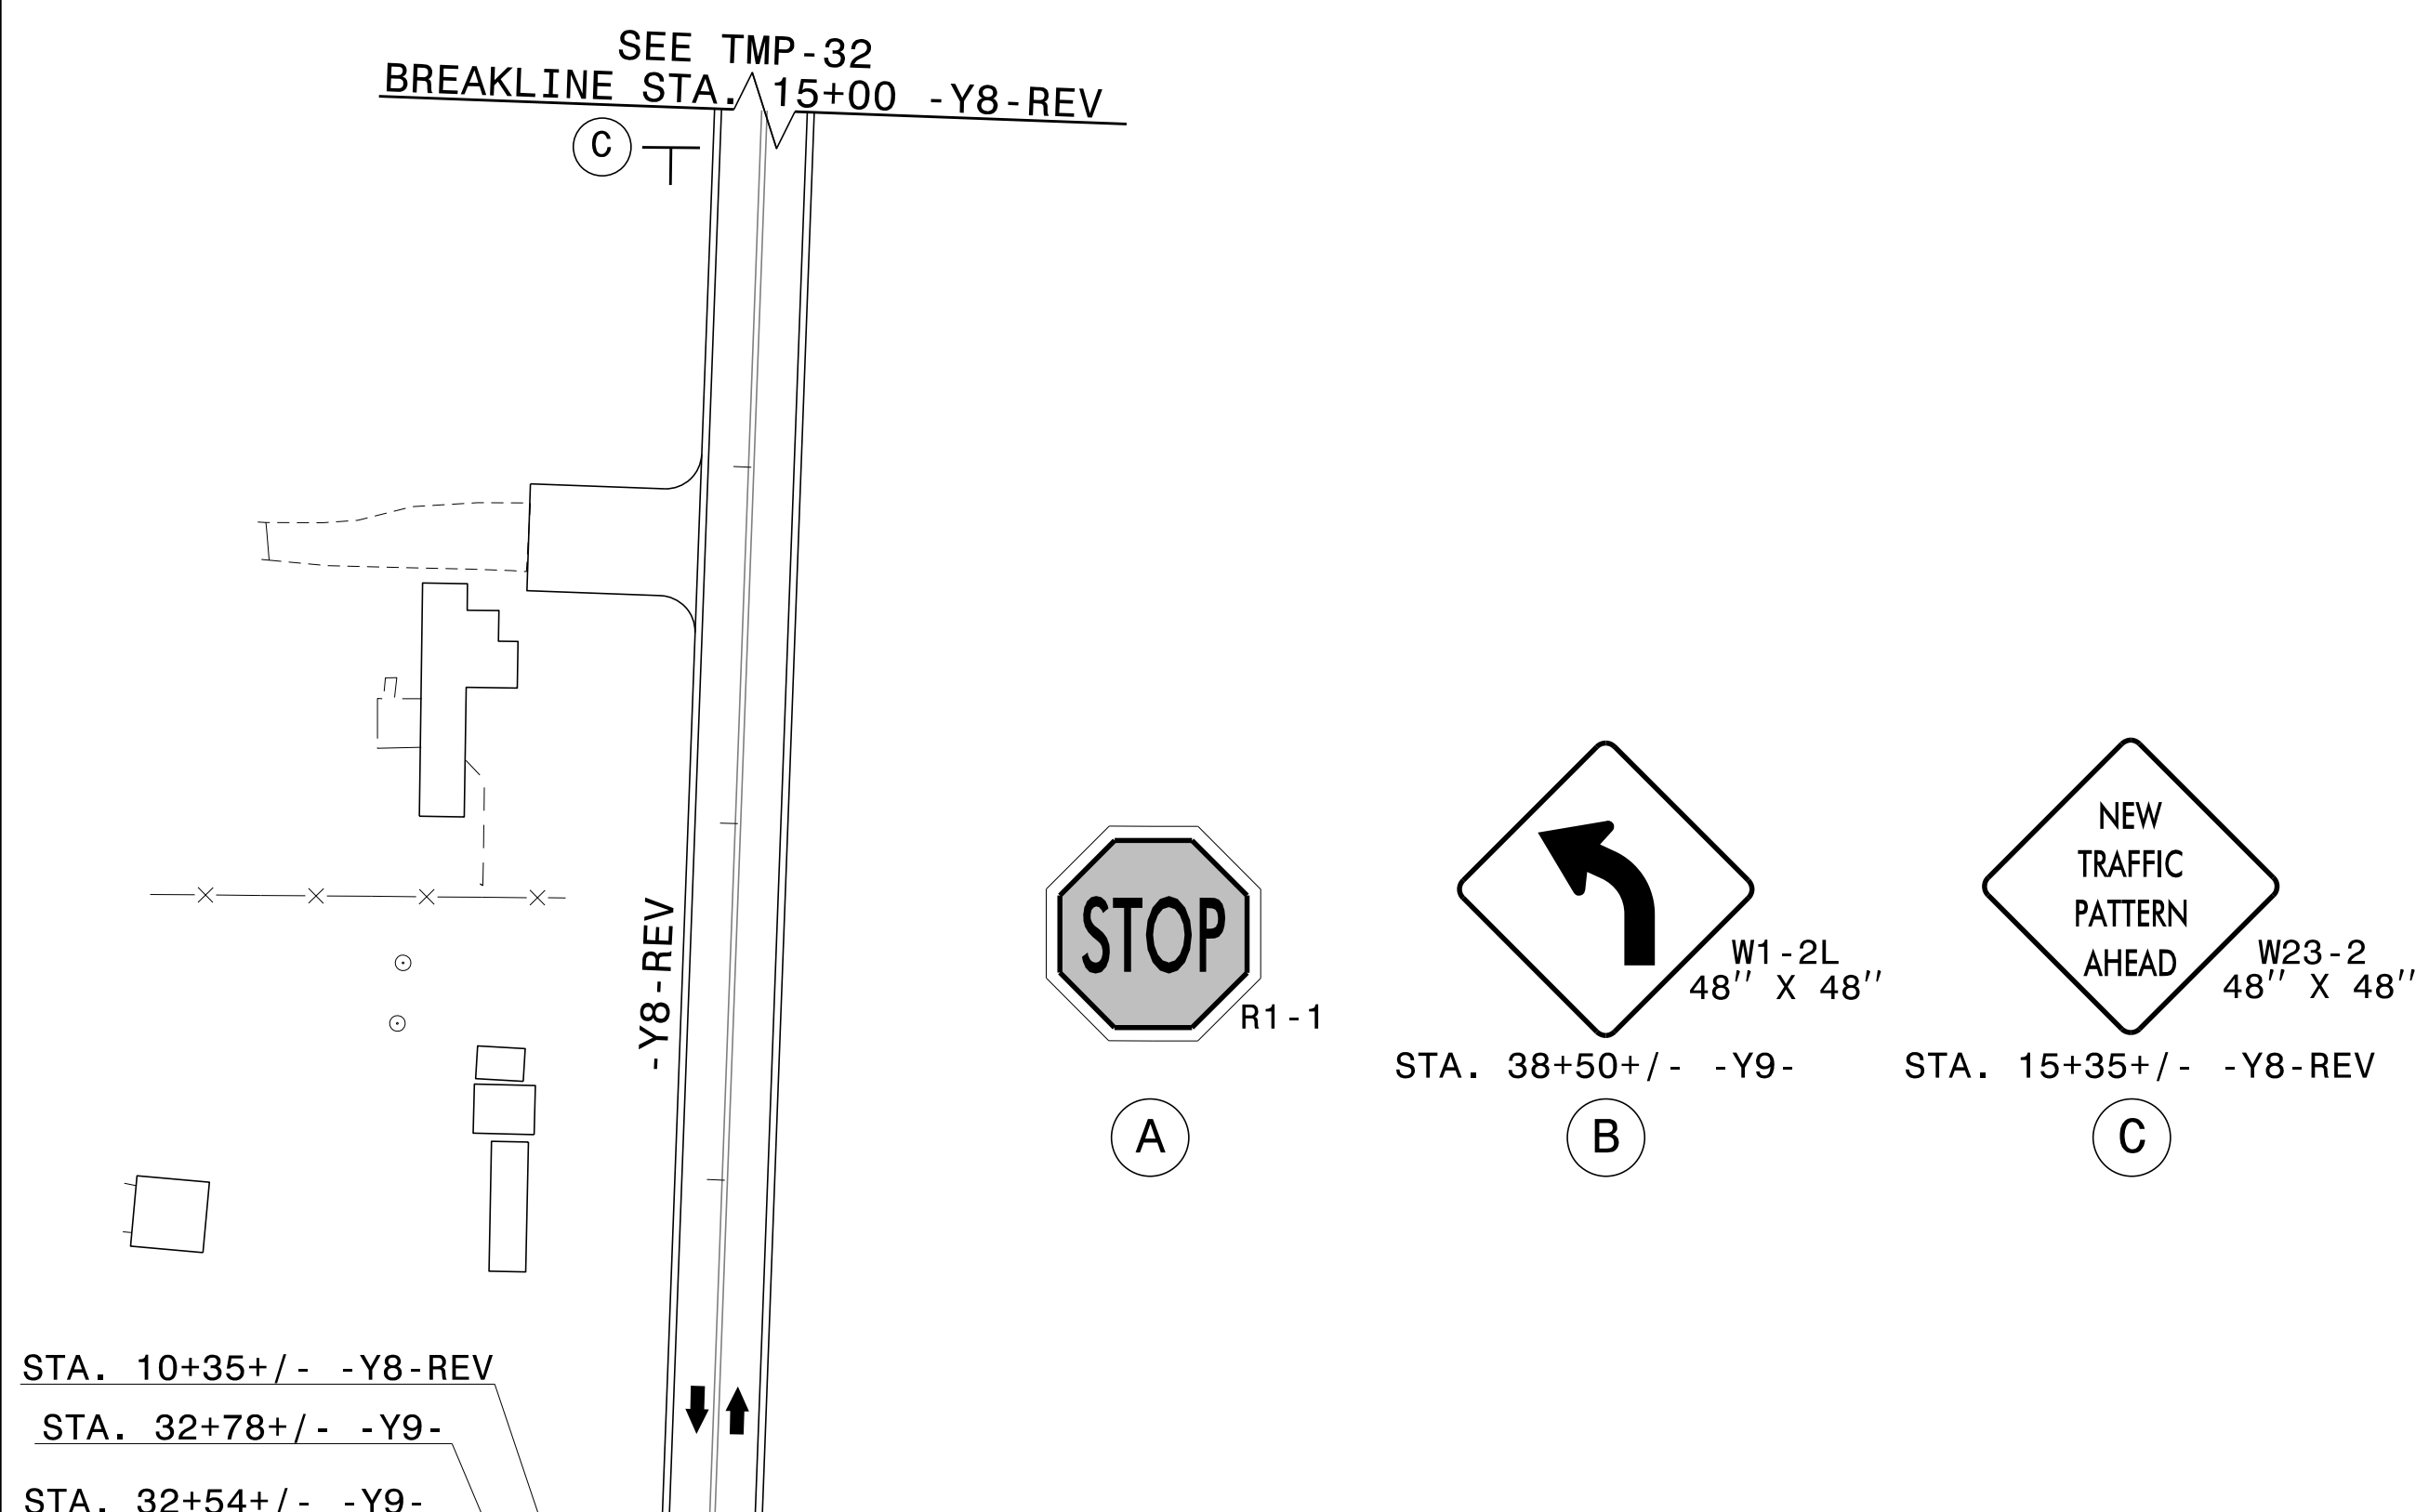 SEE TMP-32
BREAKLINE STA. 15+00 -Y8-REV
C
-Y8-REV
STOP
R1-1
A
W1-2L
48'' X 48''
STA. 38+50+/- -Y9-
B
NEW
TRAFFIC
PATTERN
AHEAD
W23-2
48'' X 48''
STA. 15+35+/- -Y8-REV
C
STA. 10+35+/- -Y8-REV
STA. 32+78+/- -Y9-
STA. 32+54+/- -Y9-